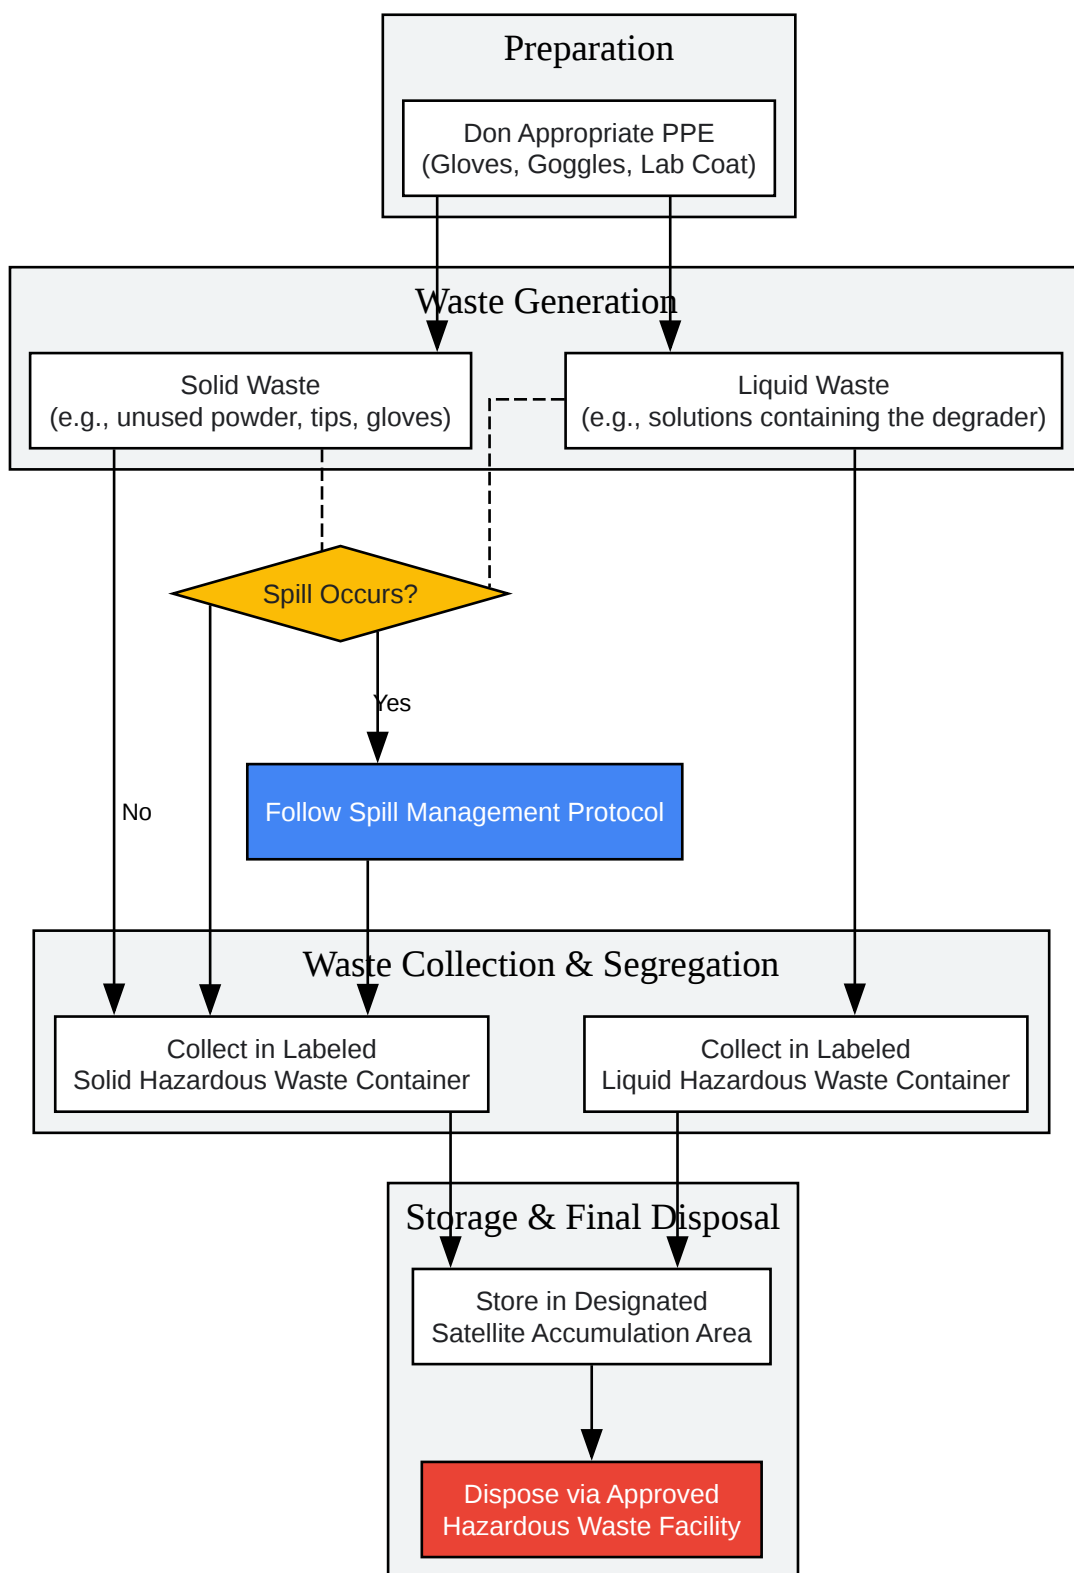 Preparation
Don Appropriate PPE
(Gloves, Goggles, Lab Coat)
Waste Generation
Solid Waste
(e.g., unused powder, tips, gloves)
Liquid Waste
(e.g., solutions containing the degrader)
Spill Occurs?
Yes
No
Follow Spill Management Protocol
Waste Collection & Segregation
Collect in Labeled
Solid Hazardous Waste Container
Collect in Labeled
Liquid Hazardous Waste Container
Storage & Final Disposal
Store in Designated
Satellite Accumulation Area
Dispose via Approved
Hazardous Waste Facility